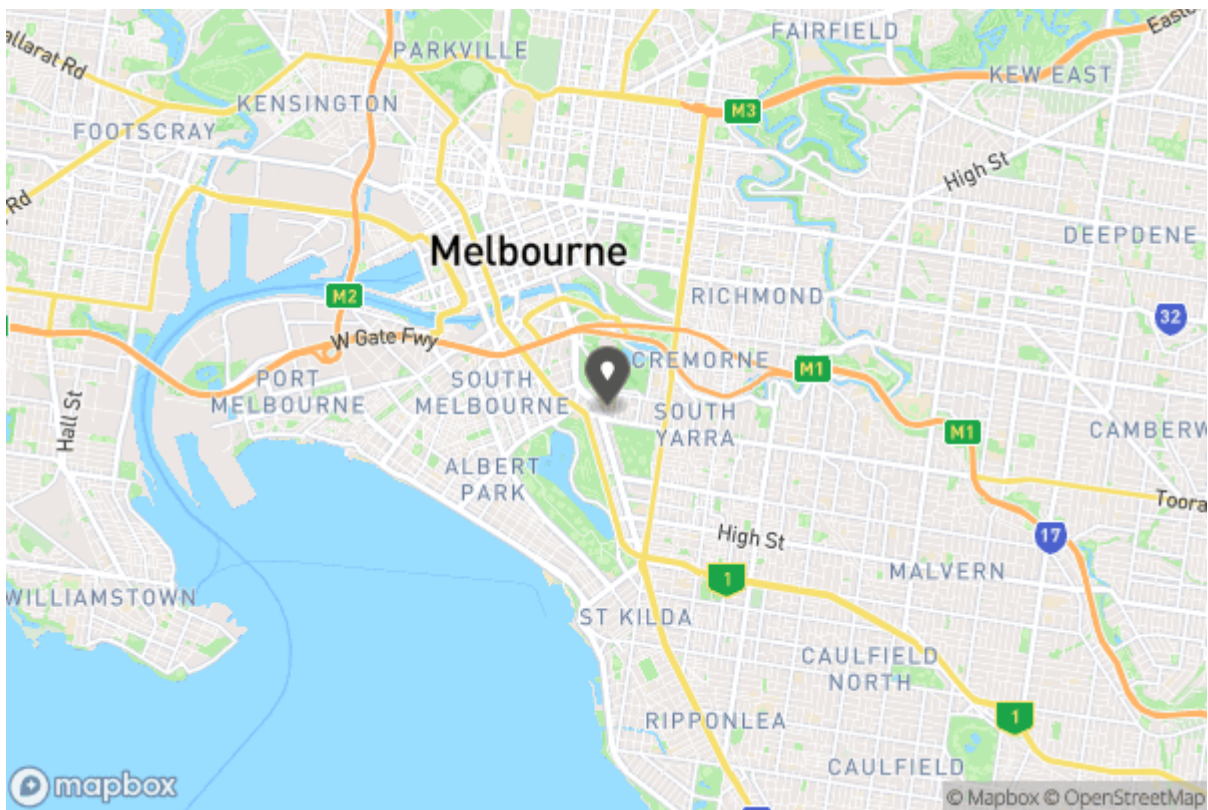 FAIRFIELD
Easte
allarat Rd
PARKVILLE
KEW EAST
KENSINGTON
M3
FOOTSCRAY
High St
Rd
Melbourne
DEEPDENE
M2
RICHMOND
32
W Gate Fwy
CREMORNE
M1
PORT
MELBOURNE
SOUTH
MELBOURNE
SOUTH
YARRA
Hall St
M1
CAMBERW
ALBERT
PARK
Toora
High St
17
MALVERN
1
WILLIAMSTOWN
ST KILDA
CAULFIELD
NORTH
RIPPONLEA
1
CAULFIELD
mapbox
© Mapbox © OpenStreetMap